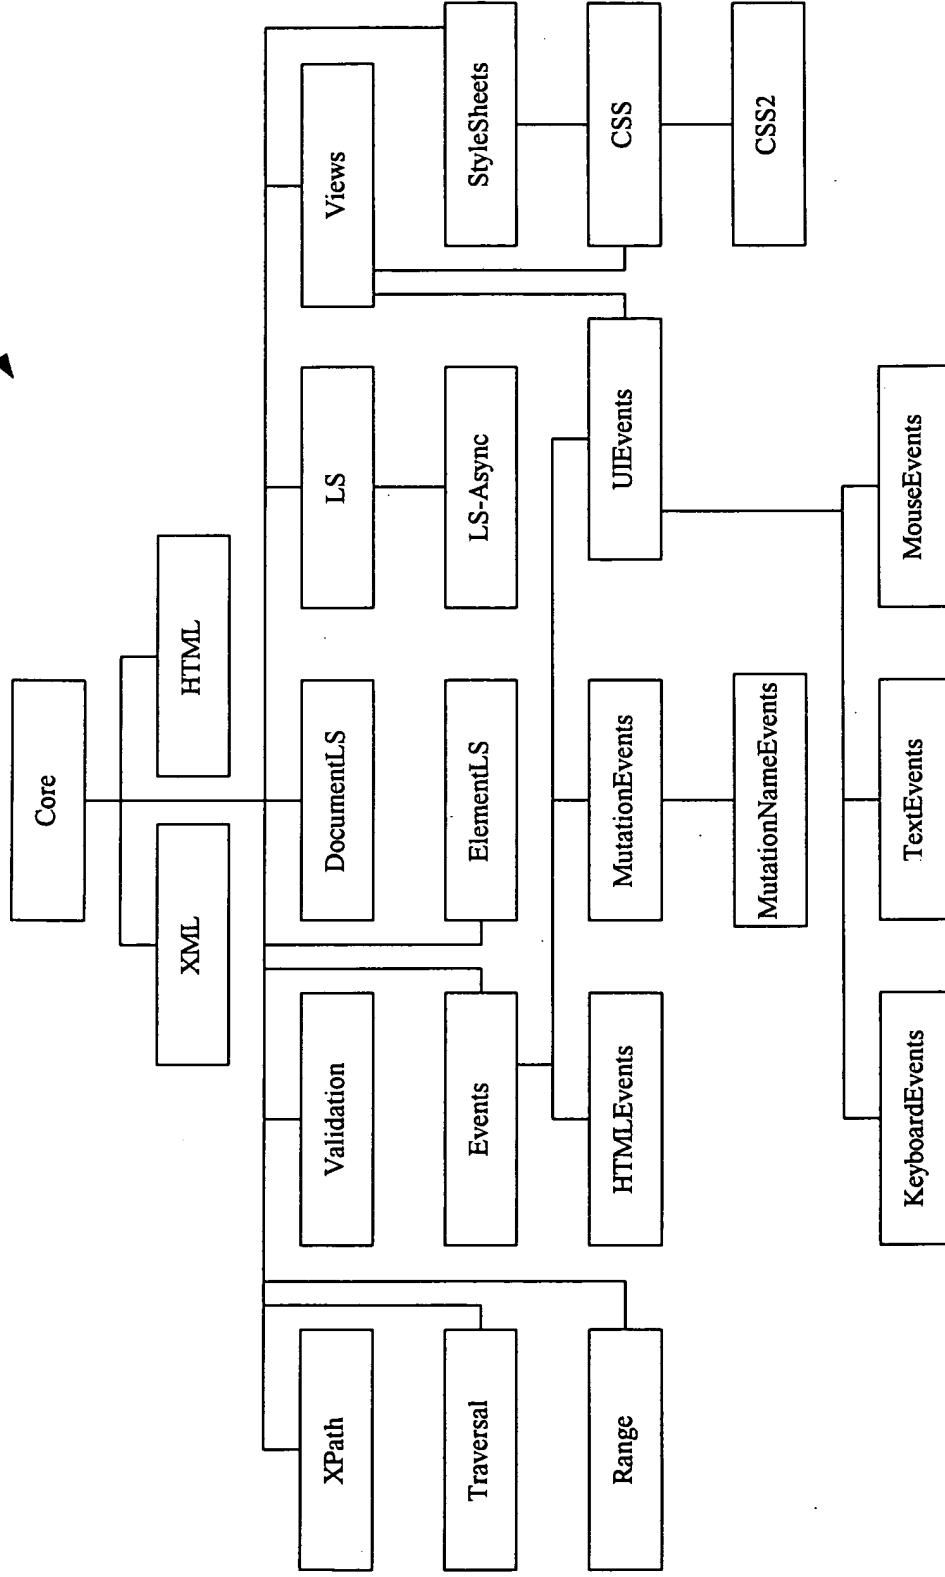 Core
XML
HTML
XPath
Validation
DocumentLS
LS
Views
Traversal
Events
ElementLS
LS-Async
StyleSheets
Range
HTMLEvents
MutationEvents
UIEvents
CSS
MutationNameEvents
CSS2
KeyboardEvents
TextEvents
MouseEvents